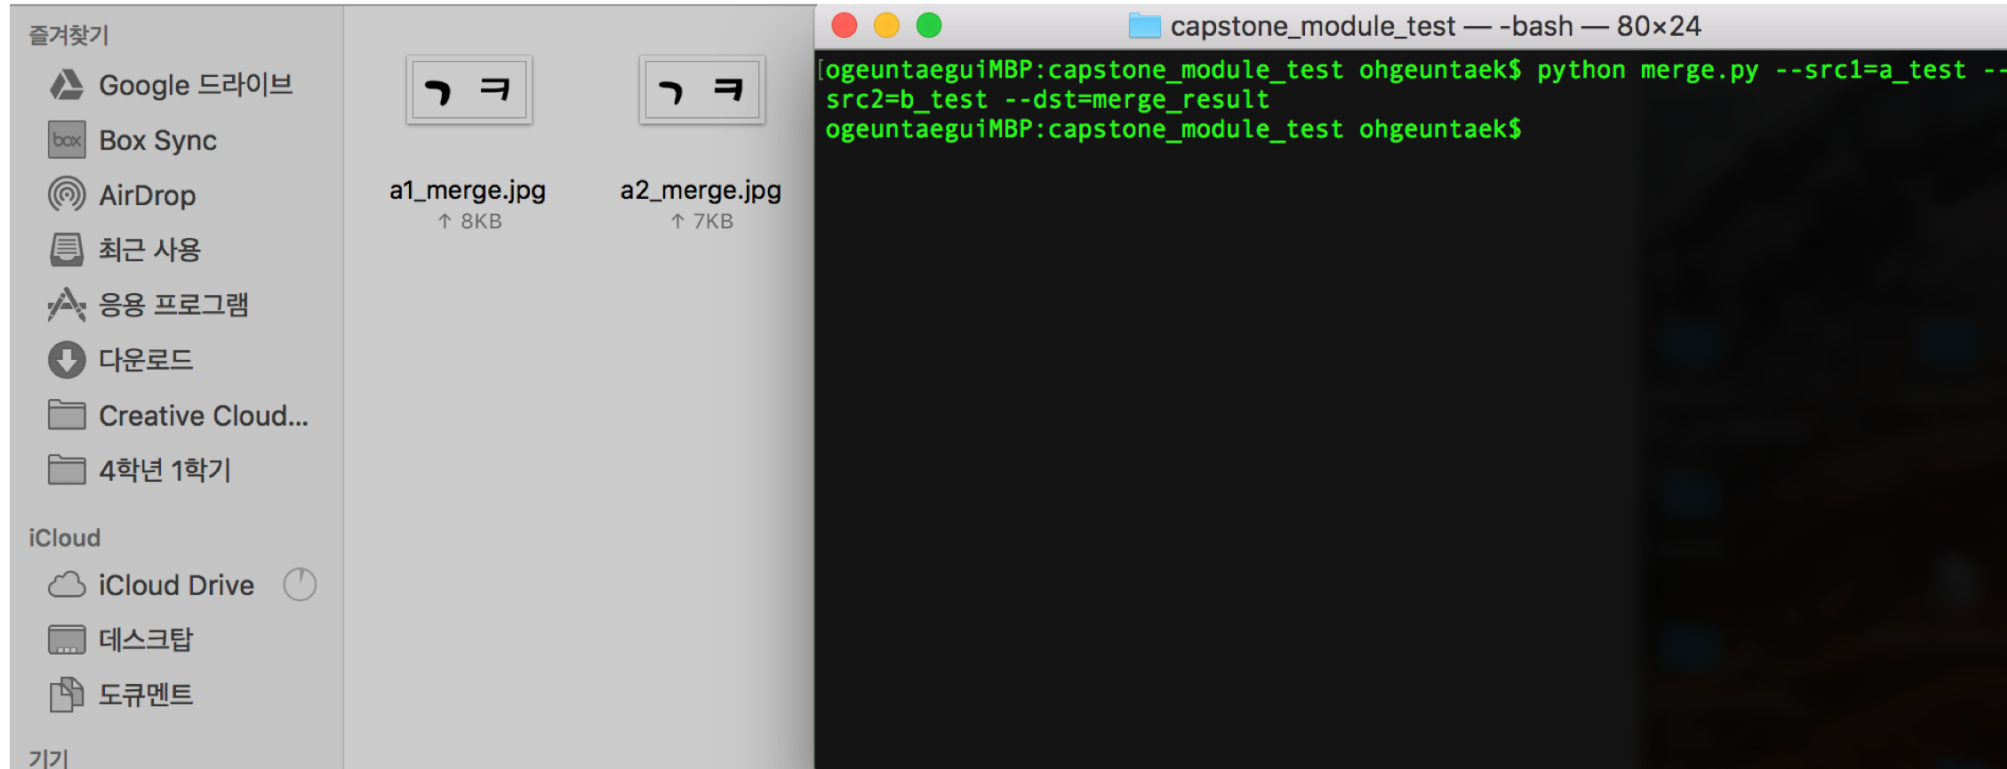 즐겨찾기
Google 드라이브
box
Box Sync
AirDrop
최근 사용
응용 프로그램
다운로드
Creative Cloud...
4학년 1학기
iCloud
iCloud Drive
데스크탑
도큐멘트
기기
ㄱ ㅋ
a1_merge.jpg
↑ 8KB
ㄱ ㅋ
a2_merge.jpg
↑ 7KB
capstone_module_test — -bash — 80×24
[ogeuntaeguiMBP:capstone_module_test ohgeuntaek$ python merge.py --src1=a_test --
src2=b_test --dst=merge_result
ogeuntaeguiMBP:capstone_module_test ohgeuntaek$